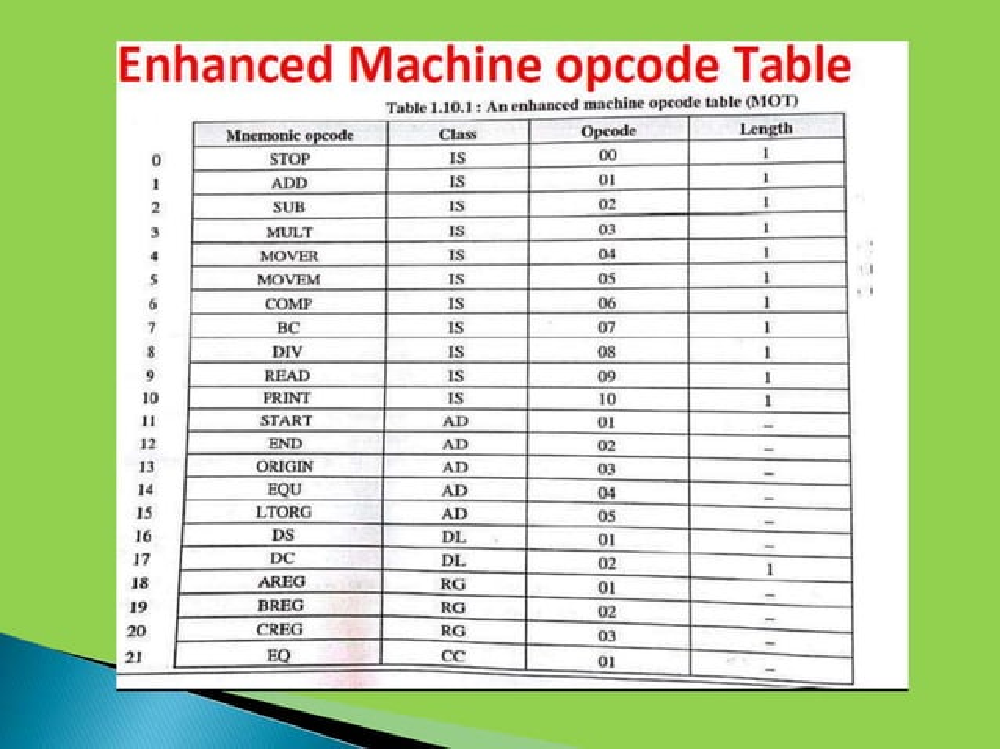 Enhanced Machine opcode Table
Table 1.10.1 : An enhanced machine opcode table (MOT)
Mnemonic opcode Class Opcode Length
0 STOP IS 00 1
1 ADD IS 01 1
2 SUB IS 02 1
3 MULT IS 03 1
4 MOVER IS 04 1
5 MOVEM IS 05 1
6 COMP IS 06 1
7 BC IS 07 1
8 DIV IS 08 1
9 READ IS 09 1
10 PRINT IS 10 1
11 START AD 01 –
12 END AD 02 –
13 ORIGIN AD 03 –
14 EQU AD 04 –
15 LTORG AD 05 –
16 DS DL 01 –
17 DC DL 02 1
18 AREG RG 01 –
19 BREG RG 02 –
20 CREG RG 03 –
21 EQ CC 01 –